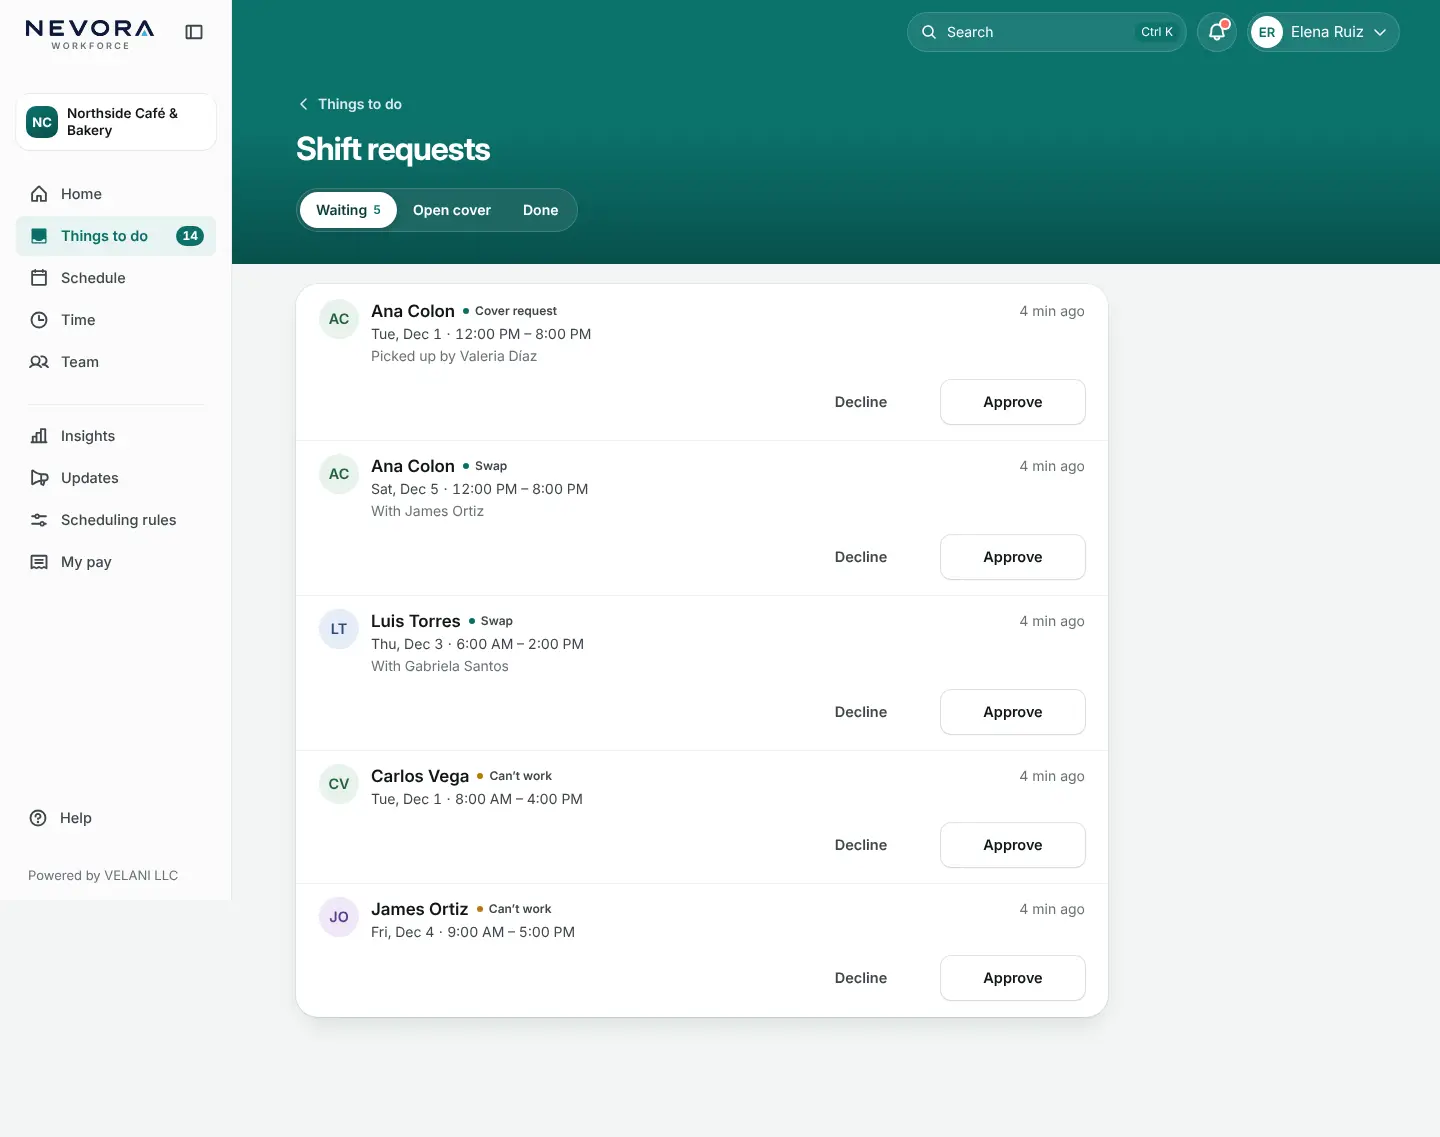 NEVORA
WORKFORCE
Northside Café &
Bakery
NC
Home
Things to do 14
Schedule
Time
Team
Insights
Updates
Scheduling rules
My pay
Help
Powered by VELANI LLC
Search Ctrl K
ER Elena Ruiz
Things to do
Shift requests
Waiting 5 Open cover Done
AC
Ana Colon Cover request 4 min ago
Tue, Dec 1 · 12:00 PM – 8:00 PM
Picked up by Valeria Díaz
Decline Approve
AC
Ana Colon Swap 4 min ago
Sat, Dec 5 · 12:00 PM – 8:00 PM
With James Ortiz
Decline Approve
LT
Luis Torres Swap 4 min ago
Thu, Dec 3 · 6:00 AM – 2:00 PM
With Gabriela Santos
Decline Approve
CV
Carlos Vega Can't work 4 min ago
Tue, Dec 1 · 8:00 AM – 4:00 PM
Decline Approve
JO
James Ortiz Can't work 4 min ago
Fri, Dec 4 · 9:00 AM – 5:00 PM
Decline Approve